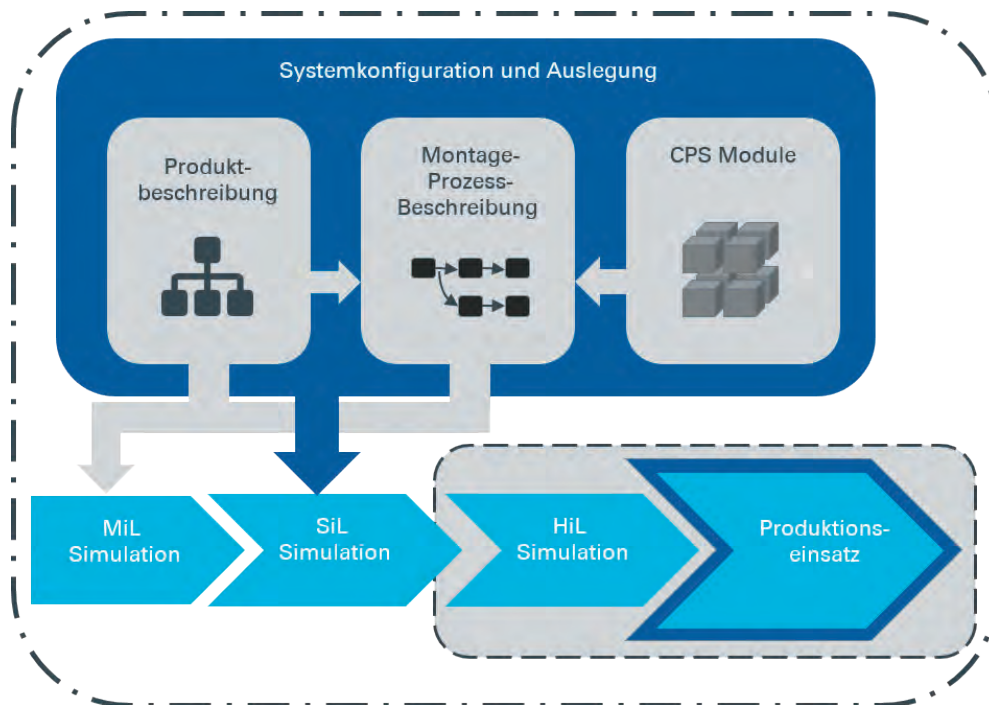 Systemkonfiguration und Auslegung
Produkt-
beschreibung
Montage-
Prozess-
Beschreibung
CPS Module
MiL
Simulation
SiL
Simulation
HiL
Simulation
Produktions-
einsatz